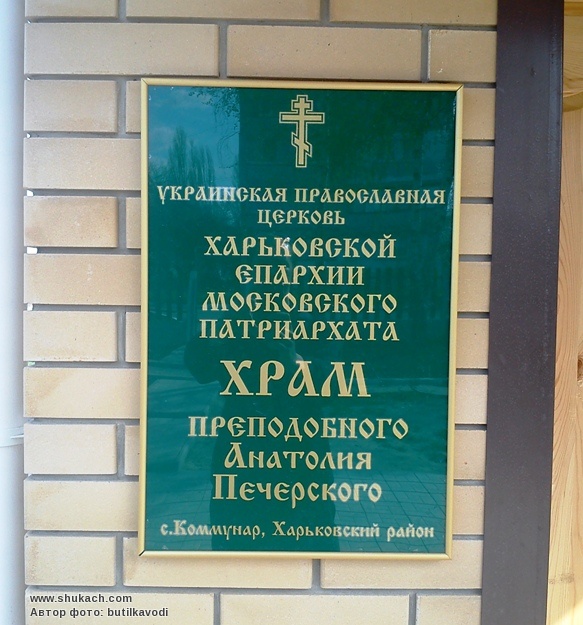 УКРАИНСКАЯ ПРАВОСЛАВНАЯ
ЦЕРКОВЬ
ХАРЬКОВСКОЙ
ЕПАРХИИ
МОСКОВСКОГО
ПАТРИАРХАТА
ХРАМ
ПРЕПОДОБНОГО
АНАТОЛИЯ
ПЕЧЕРСКОГО
с.Коммунар, Харьковский район
www.shukach.com
Автор фото: butilkavodi